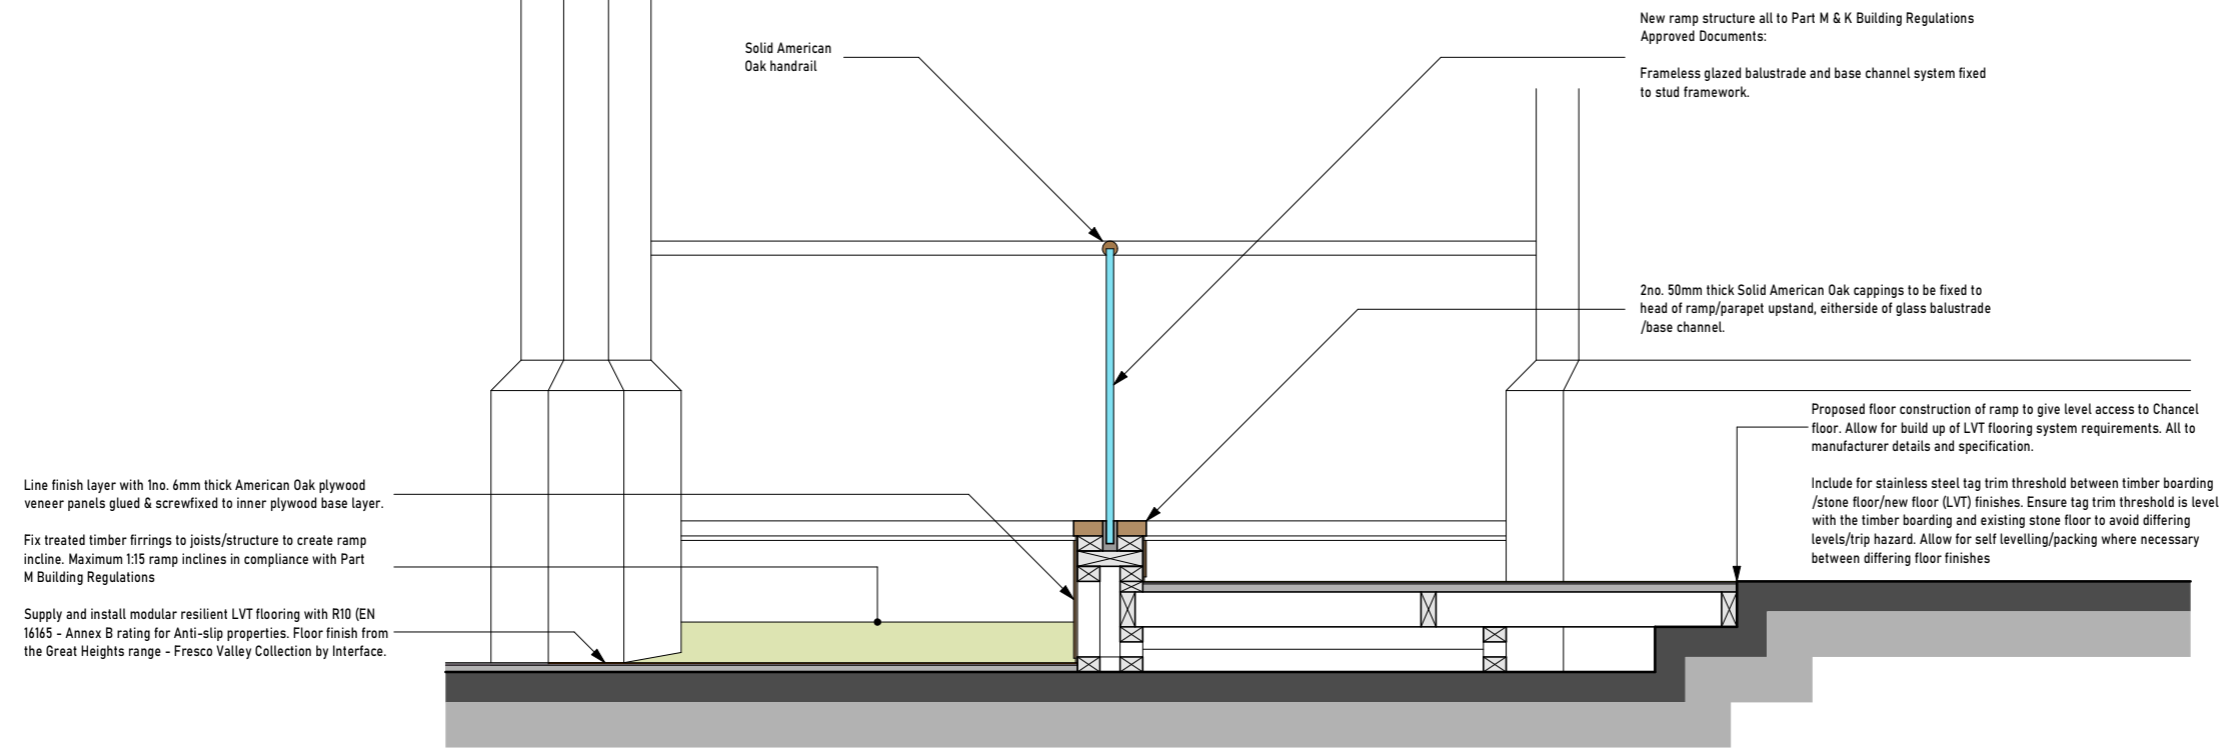 Solid American
Oak handrail
New ramp structure all to Part M & K Building Regulations
Approved Documents:
Frameless glazed balustrade and base channel system fixed
to stud framework.
2no. 50mm thick Solid American Oak cappings to be fixed to
head of ramp/parapet upstand, eitherside of glass balustrade
/base channel.
Proposed floor construction of ramp to give level access to Chancel
floor. Allow for build up of LVT flooring system requirements. All to
manufacturer details and specification.
Include for stainless steel tag trim threshold between timber boarding
/stone floor/new floor (LVT) finishes. Ensure tag trim threshold is level
with the timber boarding and existing stone floor to avoid differing
levels/trip hazard. Allow for self levelling/packing where necessary
between differing floor finishes
Line finish layer with 1no. 6mm thick American Oak plywood
veneer panels glued & screwfixed to inner plywood base layer.
Fix treated timber firrings to joists/structure to create ramp
incline. Maximum 1:15 ramp inclines in compliance with Part
M Building Regulations
Supply and install modular resilient LVT flooring with R10 (EN
16165 - Annex B rating for Anti-slip properties. Floor finish from
the Great Heights range - Fresco Valley Collection by Interface.